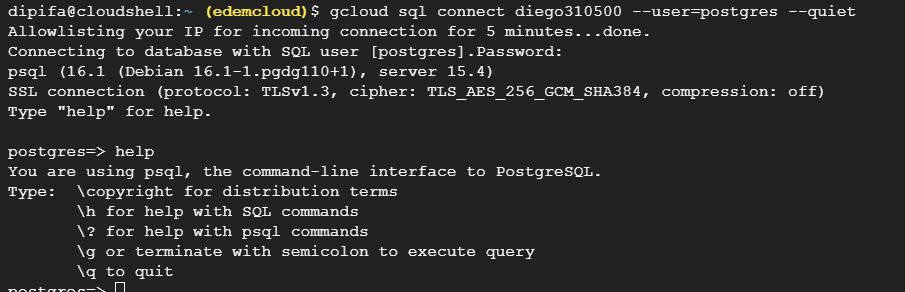 dipifa@cloudshell:~ (edemcloud)$ gcloud sql connect diego310500 --user=postgres --quiet
Allowlisting your IP for incoming connection for 5 minutes...done.
Connecting to database with SQL user [postgres].Password:
psql (16.1 (Debian 16.1-1.pgdg110+1), server 15.4)
SSL connection (protocol: TLSv1.3, cipher: TLS_AES_256_GCM_SHA384, compression: off)
Type "help" for help.

postgres=> help
You are using psql, the command-line interface to PostgreSQL.
Type:  \copyright for distribution terms
       \h for help with SQL commands
       \? for help with psql commands
       \g or terminate with semicolon to execute query
       \q to quit
postgres=>